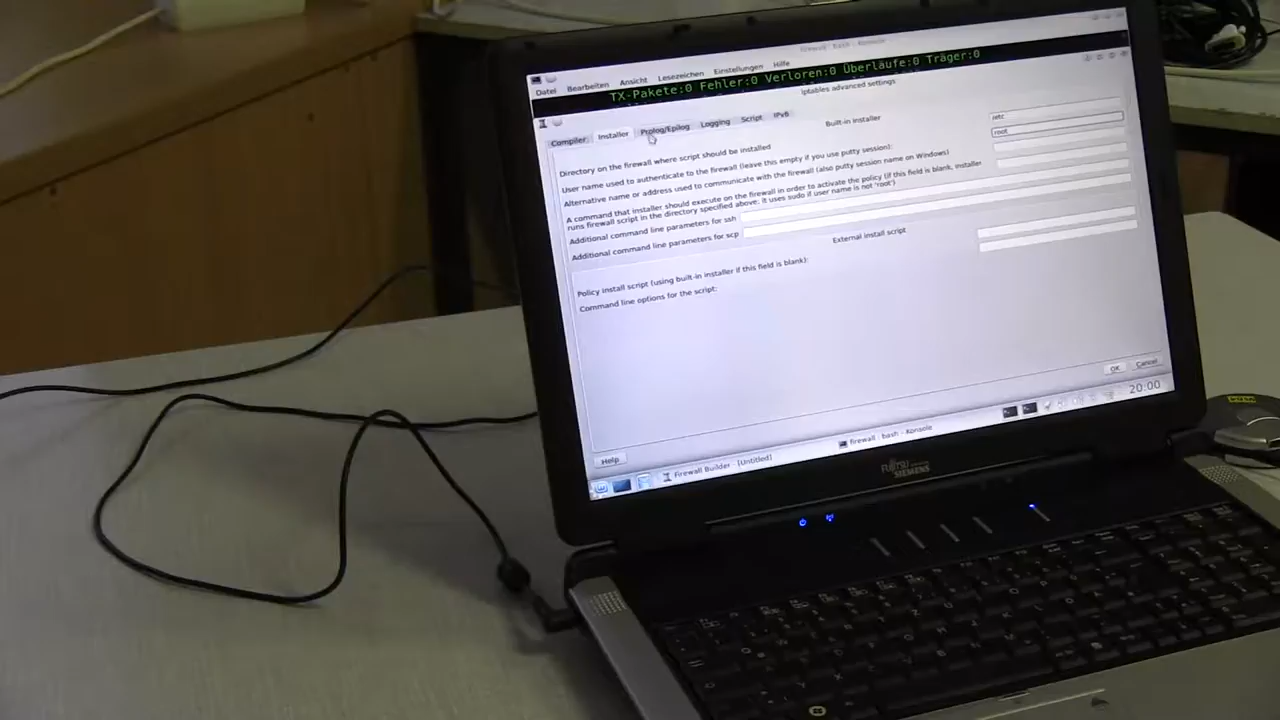 firewall : bash - Konsole
Datei Bearbeiten Ansicht Lesezeichen Einstellungen Hilfe
TX-Pakete:0 Fehler:0 Verloren:0 Überläufe:0 Träger:0
iptables advanced settings
Compiler Installer Prolog/Epilog Logging Script IPv6
Built-in installer
Directory on the firewall where script should be installed
User name used to authenticate to the firewall (leave this empty if you use putty session):
root
Alternative name or address used to communicate with the firewall (also putty session name on Windows)
A command that installer should execute on the firewall in order to activate the policy (if this field is blank, installer
runs firewall script in the directory specified above; it uses sudo if user name is not 'root')
Additional command line parameters for ssh
Additional command line parameters for scp
External install script
Policy install script (using built-in installer if this field is blank):
Command line options for the script:
OK Cancel
Help
Firewall Builder - [Untitled] firewall : bash - Konsole 20:00
FUJITSU
SIEMENS